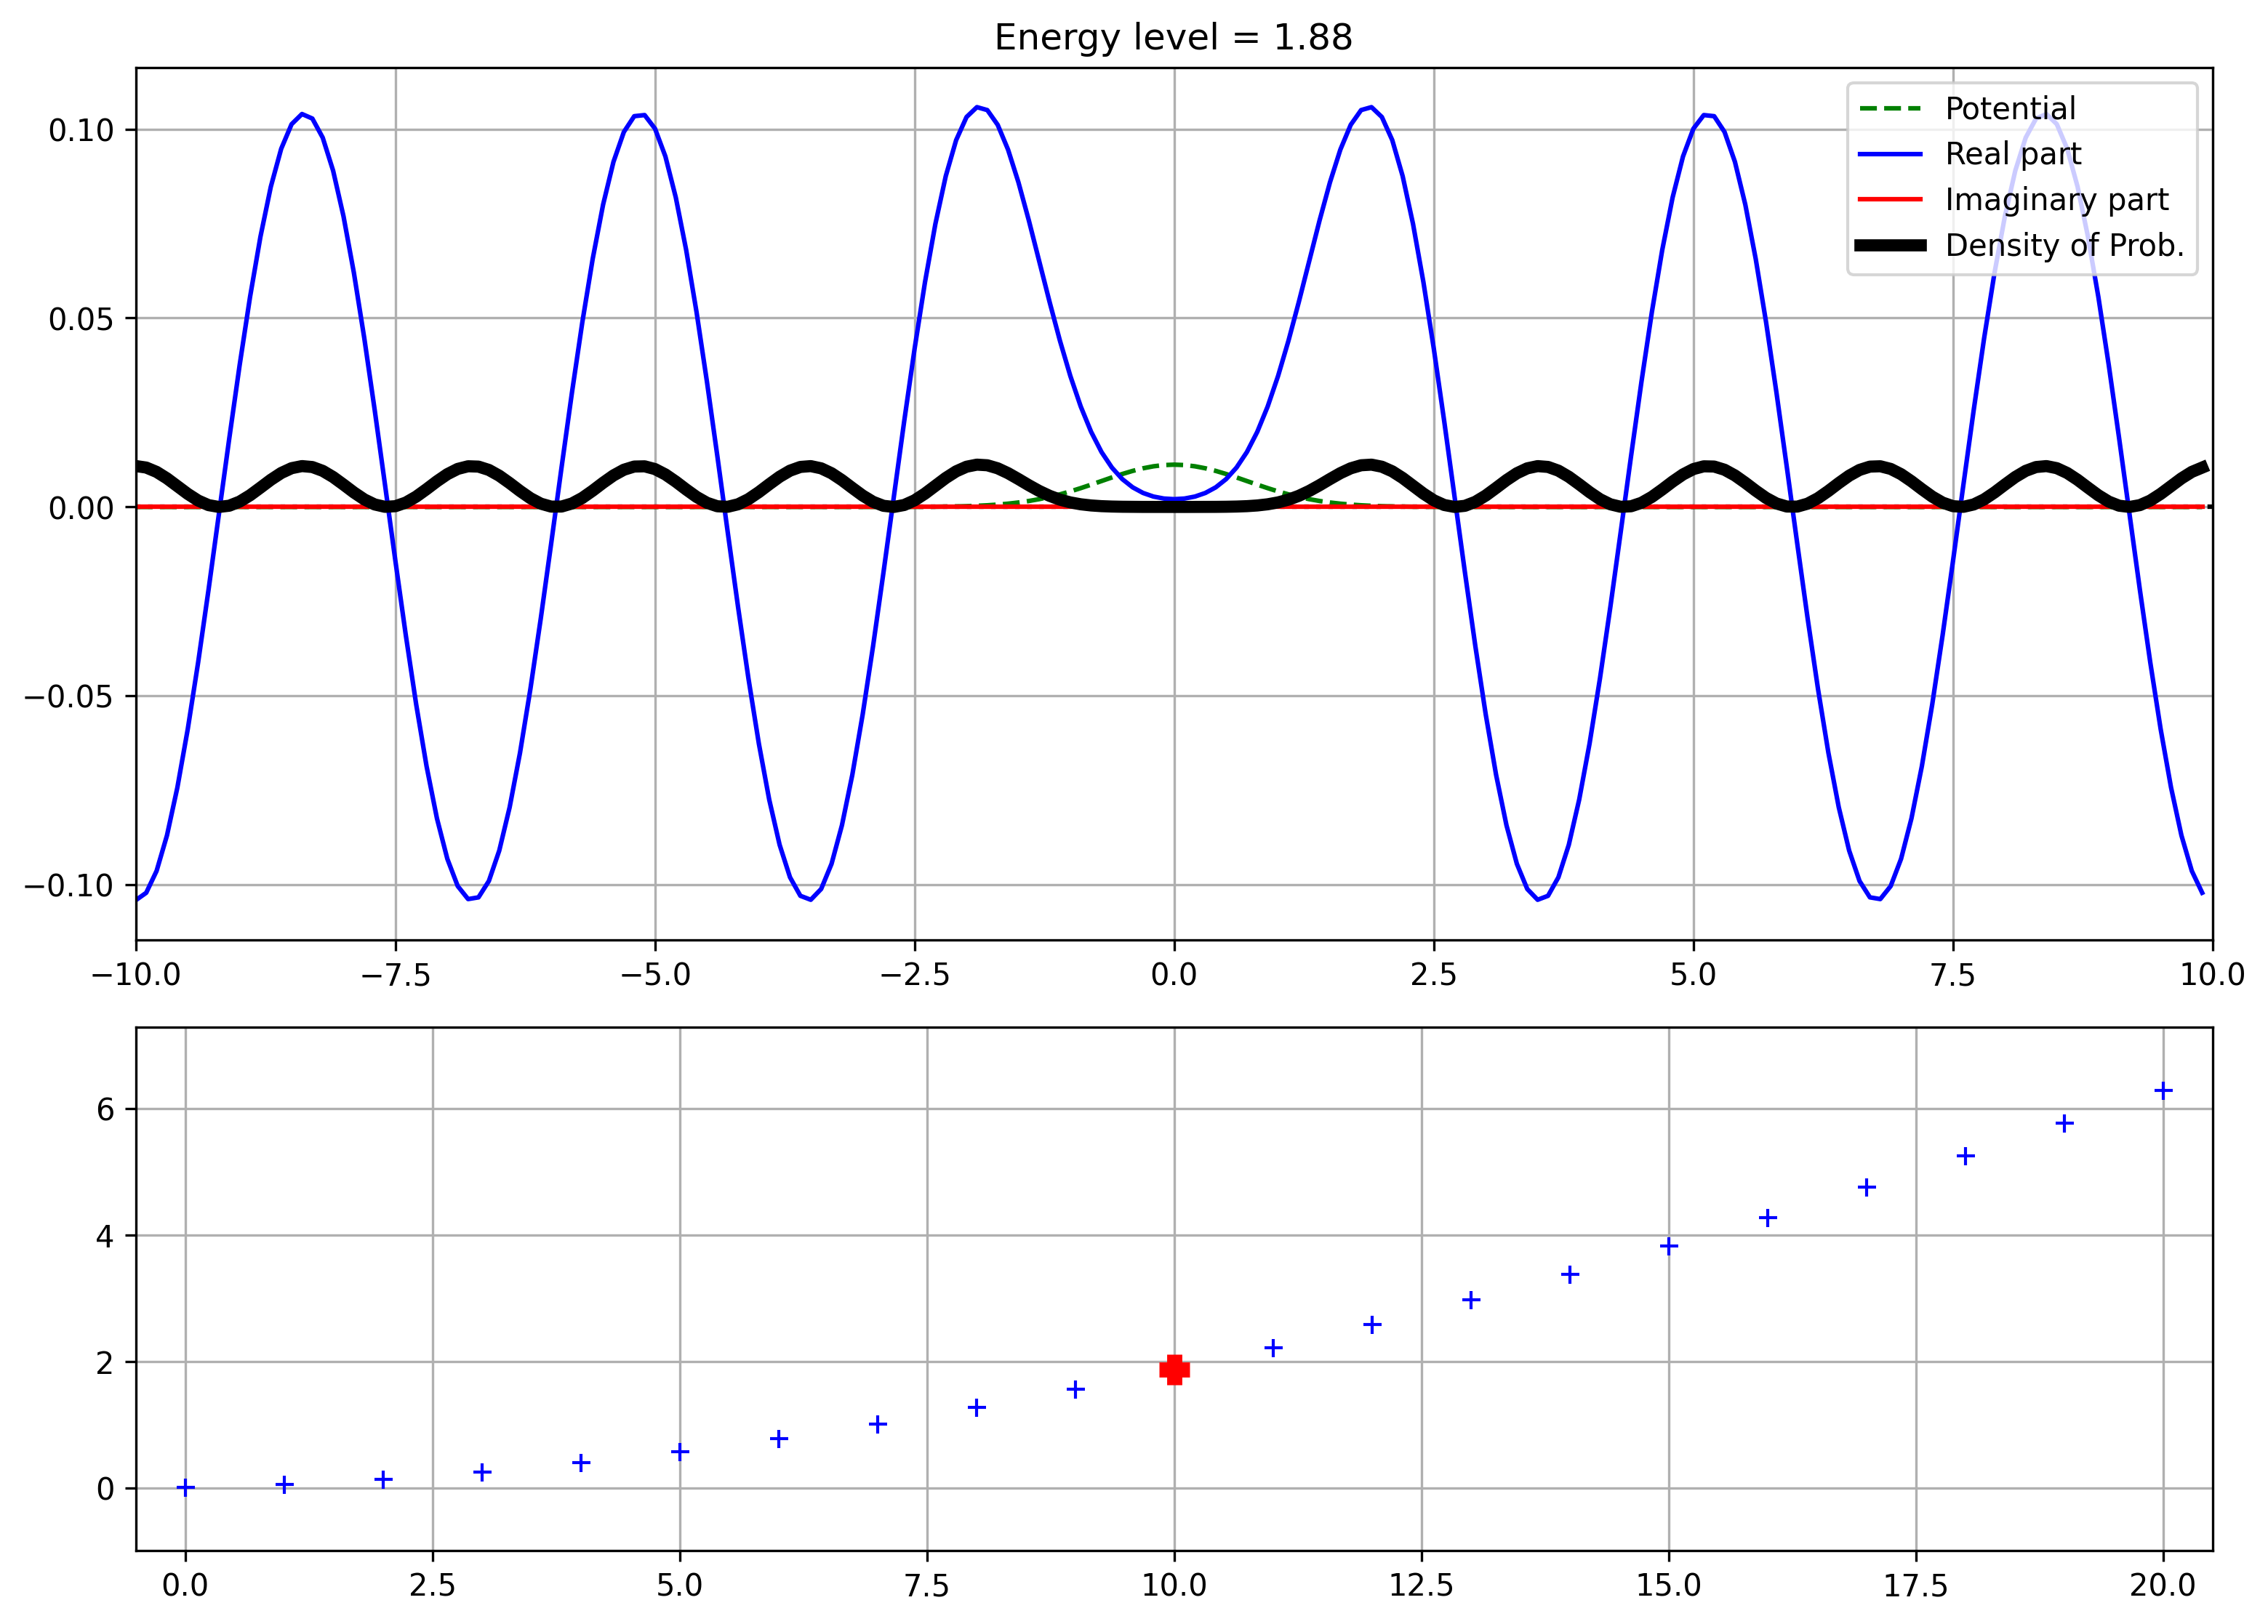 Energy level = 1.88
Potential
Real part
Imaginary part
Density of Prob.
0.10
0.05
0.00
−0.05
−0.10
−10.0 −7.5 −5.0 −2.5 0.0 2.5 5.0 7.5 10.0
6
4
2
0
0.0 2.5 5.0 7.5 10.0 12.5 15.0 17.5 20.0